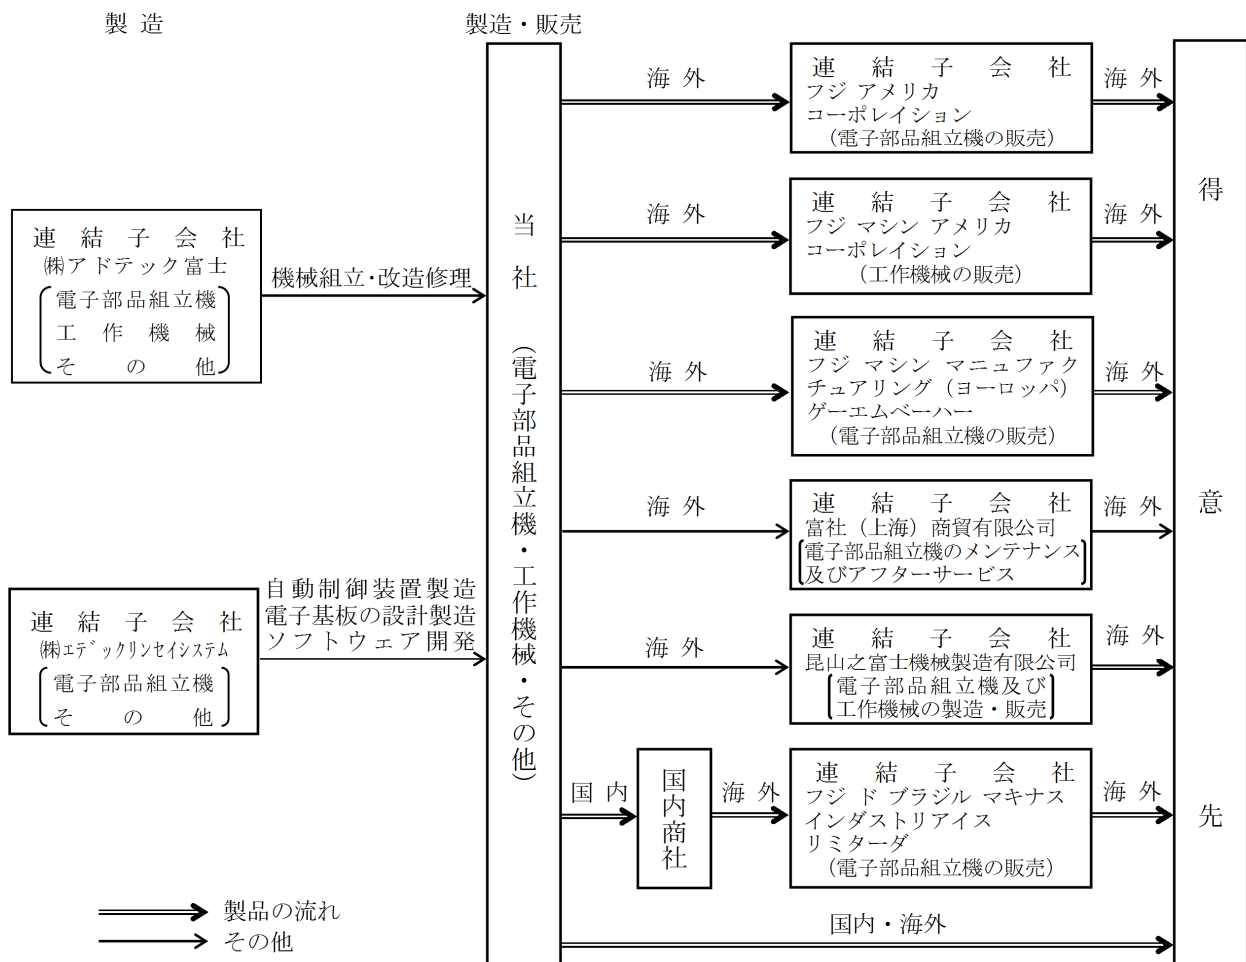 製造
製造・販売
連結子会社
㈱アドテック富士
電子部品組立機
工作機械
その他
機械組立・改造修理
連結子会社
㈱エデックリンセイシステム
電子部品組立機
その他
自動制御装置製造
電子基板の設計製造
ソフトウェア開発
当社（電子部品組立機・工作機械・その他）
海外
連結子会社
フジ アメリカ
コーポレイション
（電子部品組立機の販売）
海外
海外
連結子会社
フジ マシン アメリカ
コーポレイション
（工作機械の販売）
海外
海外
連結子会社
フジ マシン マニュファク
チュアリング（ヨーロッパ）
ゲーエムベーハー
（電子部品組立機の販売）
海外
海外
連結子会社
富社（上海）商貿有限公司
電子部品組立機のメンテナンス
及びアフターサービス
海外
海外
連結子会社
昆山之富士機械製造有限公司
電子部品組立機及び
工作機械の製造・販売
海外
国内
国内商社
海外
連結子会社
フジ ド ブラジル マキナス
インダストリアイス
リミターダ
（電子部品組立機の販売）
海外
国内・海外
得意先
製品の流れ
その他